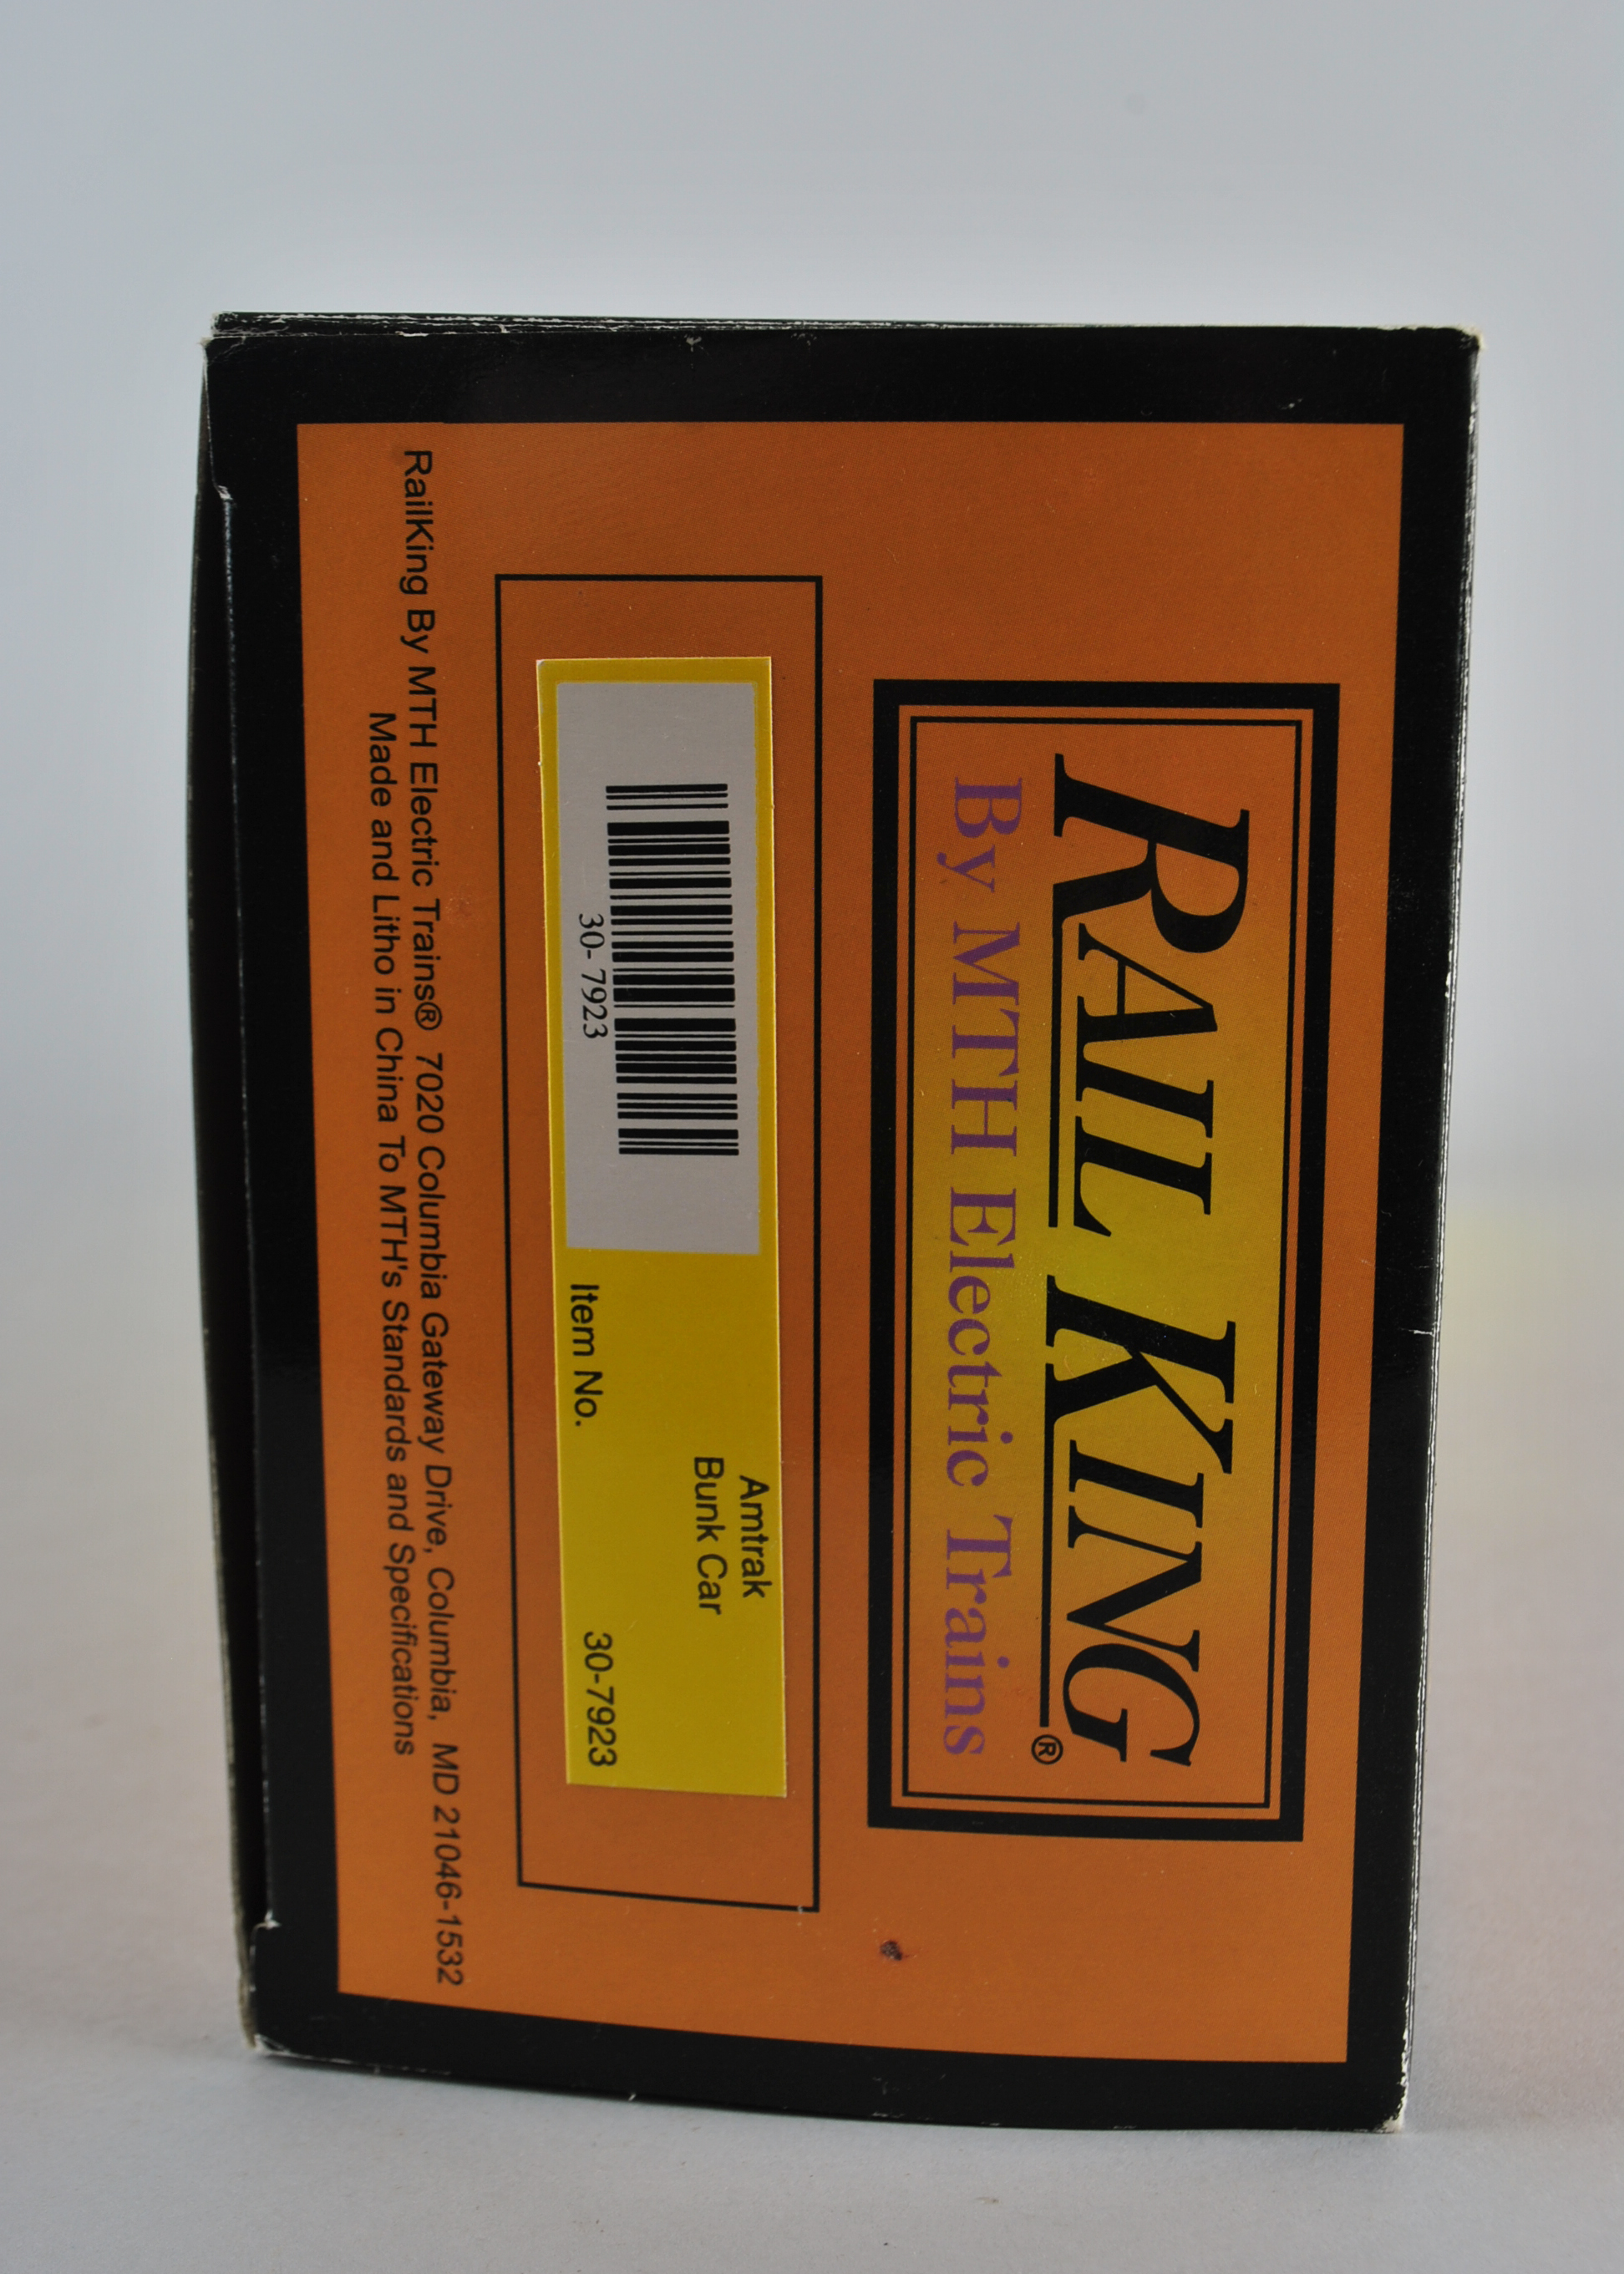 RAIL KING®
By MTH Electric Trains
30-7923
Amtrak
Bunk Car
Item No. 30-7923
RailKing By MTH Electric Trains® 7020 Columbia Gateway Drive, Columbia, MD 21046-1532
Made and Litho in China To MTH's Standards and Specifications